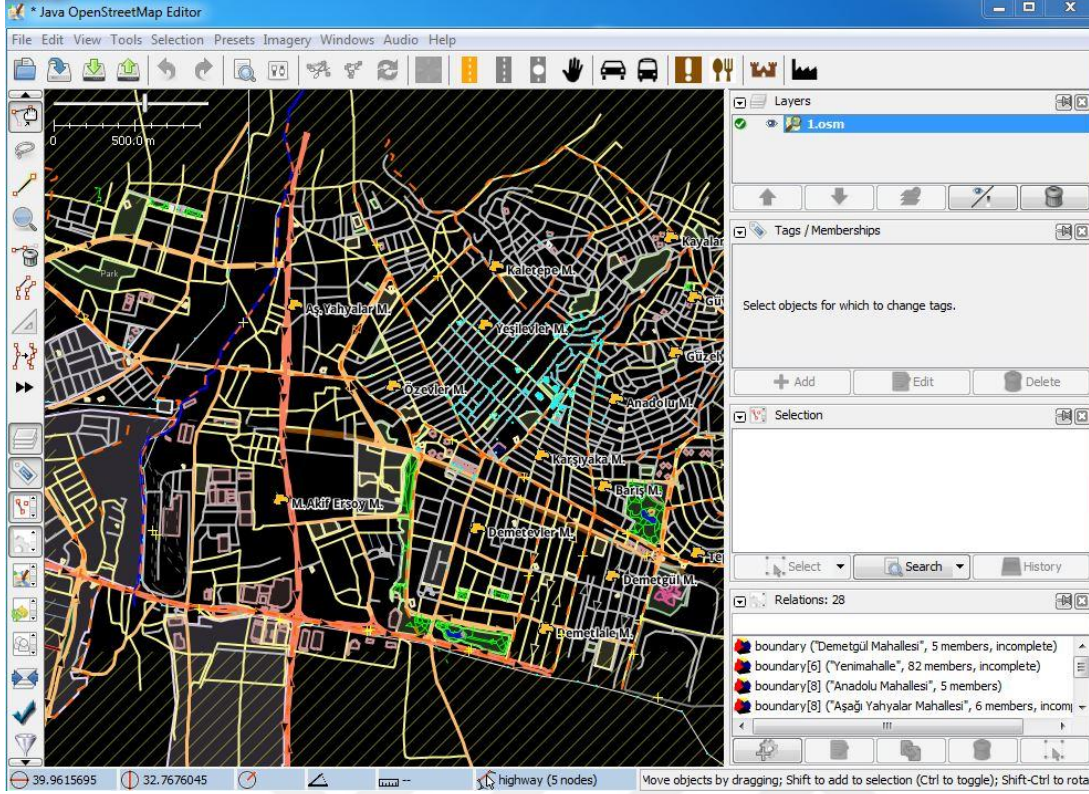 * Java OpenStreetMap Editor
File Edit View Tools Selection Presets Imagery Windows Audio Help
0 500.0 m
Layers
1.osm
Tags / Memberships
Select objects for which to change tags.
Add Edit Delete
Selection
Select Search History
Relations: 28
boundary ("Demetgül Mahallesi", 5 members, incomplete)
boundary[6] ("Yenimahalle", 82 members, incomplete)
boundary[8] ("Anadolu Mahallesi", 5 members)
boundary[8] ("Aşağı Yahyalar Mahallesi", 6 members, incom
Kayalar
Kaletepe M.
Park
Aş. Yahyalar M.
Yeşilevler M.
Güzel
Özevler M.
Anadolu M.
Karşıyaka M.
Barış M.
M. Akif Ersoy M.
Demetevler M.
Demetgül M.
Demetlale M.
39.9615695 32.7676045 -- highway (5 nodes) Move objects by dragging; Shift to add to selection (Ctrl to toggle); Shift-Ctrl to rota